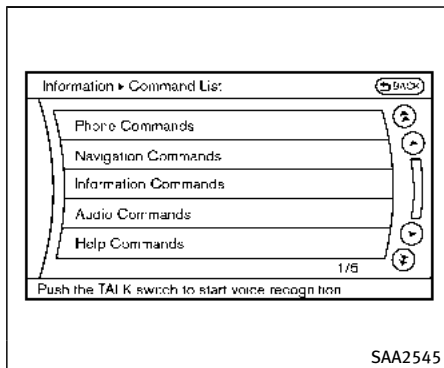 Information ▸ Command List
BACK
Phone Commands
Navigation Commands
Information Commands
Audio Commands
Help Commands
1/5
Push the TALK switch to start voice recognition
SAA2545